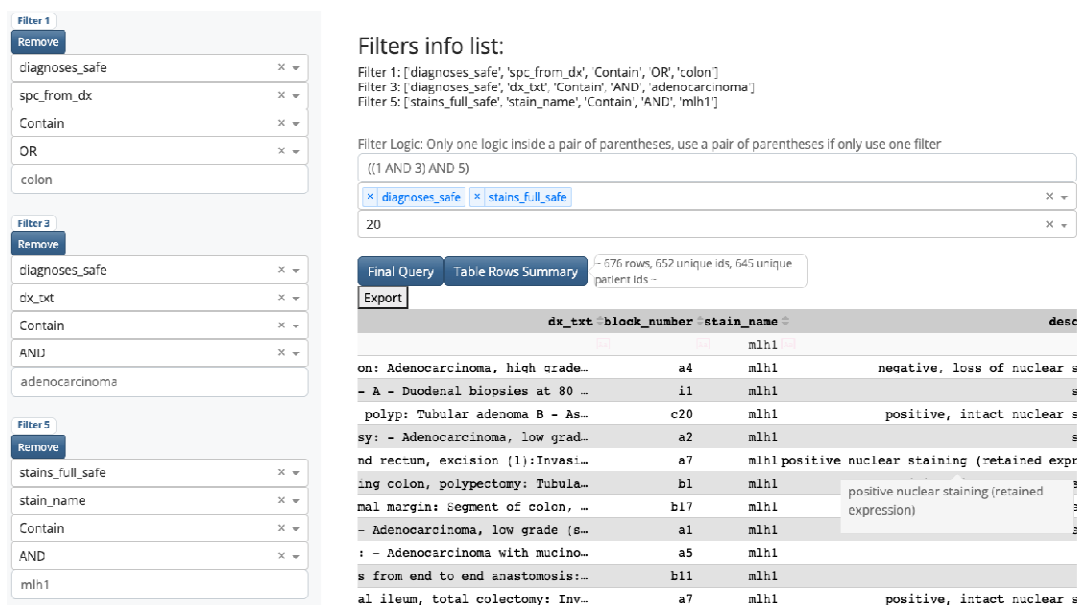 Filter 1
Remove
diagnoses_safe
spc_from_dx
Contain
OR
colon
Filter 3
Remove
diagnoses_safe
dx_txt
Contain
AND
adenocarcinoma
Filter 5
Remove
stains_full_safe
stain_name
Contain
AND
mlh1
Filters info list:
Filter 1: ['diagnoses_safe', 'spc_from_dx', 'Contain', 'OR', 'colon']
Filter 3: ['diagnoses_safe', 'dx_txt', 'Contain', 'AND', 'adenocarcinoma']
Filter 5: ['stains_full_safe', 'stain_name', 'Contain', 'AND', 'mlh1']
Filter Logic: Only one logic inside a pair of parentheses, use a pair of parentheses if only use one filter
((1 AND 3) AND 5)
× diagnoses_safe × stains_full_safe
20
Final Query Table Rows Summary ~ 676 rows, 652 unique ids, 645 unique
patient ids ~
Export
dx_txt block_number stain_name desc
mlh1
on: Adenocarcinoma, high grade… a4 mlh1 negative, loss of nuclear s
- A - Duodenal biopsies at 80 … i1 mlh1 s
polyp: Tubular adenoma B - As… c20 mlh1 positive, intact nuclear s
sy: - Adenocarcinoma, low grad… a2 mlh1 s
nd rectum, excision (1):Invasi… a7 mlh1 positive nuclear staining (retained expr
ing colon, polypectomy: Tubula… b1 mlh1
positive nuclear staining (retained
expression)
mal margin: Segment of colon, … b17 mlh1
- Adenocarcinoma, low grade (s… a1 mlh1
: - Adenocarcinoma with mucino… a5 mlh1 s
s from end to end anastomosis:… b11 mlh1 s
al ileum, total colectomy: Inv… a7 mlh1 positive, intact nuclear s